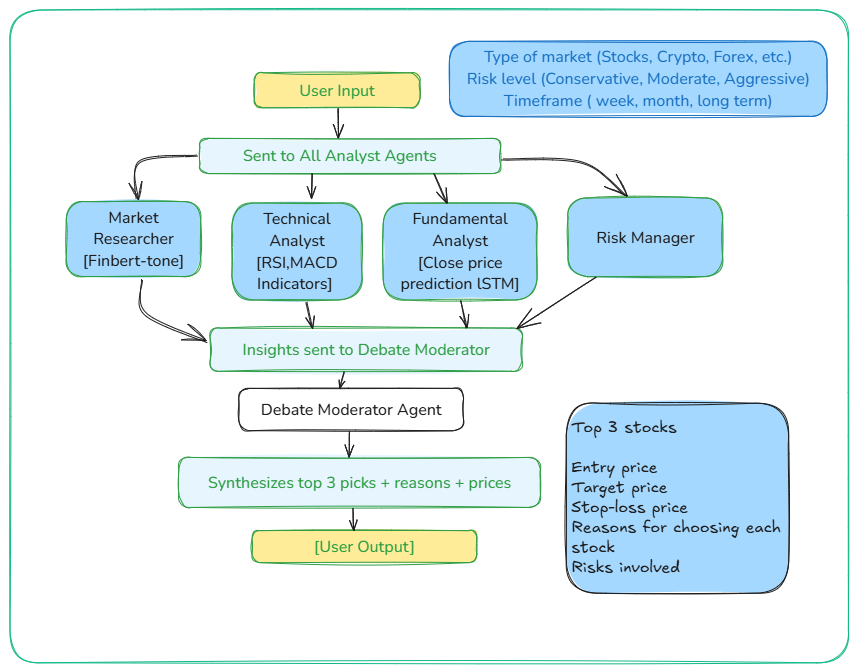 Type of market (Stocks, Crypto, Forex, etc.)
Risk level (Conservative, Moderate, Aggressive)
Timeframe ( week, month, long term)
User Input
Sent to All Analyst Agents
Market
Researcher
[Finbert-tone]
Technical
Analyst
[RSI,MACD
Indicators]
Fundamental
Analyst
[Close price
prediction lSTM]
Risk Manager
Insights sent to Debate Moderator
Debate Moderator Agent
Synthesizes top 3 picks + reasons + prices
[User Output]
Top 3 stocks
Entry price
Target price
Stop-loss price
Reasons for choosing each
stock
Risks involved